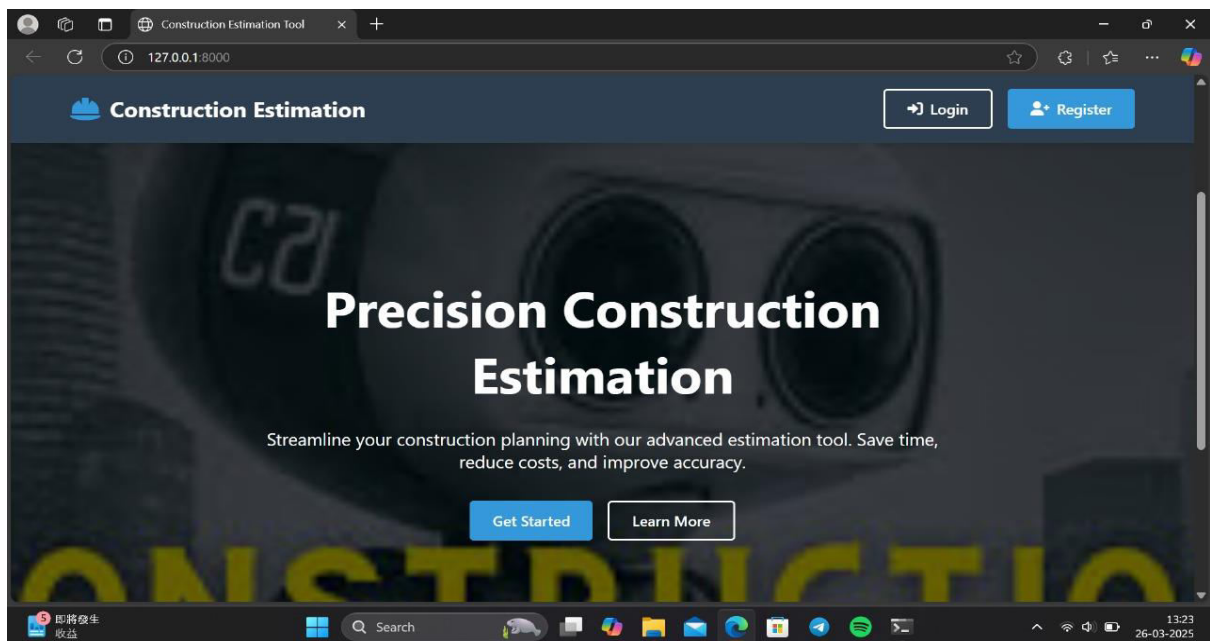 Construction Estimation Tool
127.0.0.1:8000
Construction Estimation
Login
Register
Precision Construction
Estimation
Streamline your construction planning with our advanced estimation tool. Save time,
reduce costs, and improve accuracy.
Get Started
Learn More
ONSTRUCTIO
5
即將發生
收益
Search
13:23
26-03-2025